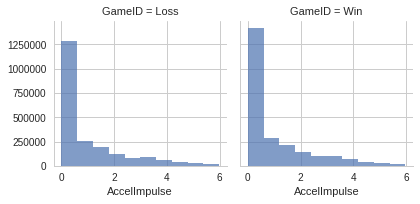 GameID = Loss
GameID = Win
1250000
1000000
750000
500000
250000
0
0 2 4 6
0 2 4 6
AccelImpulse
AccelImpulse